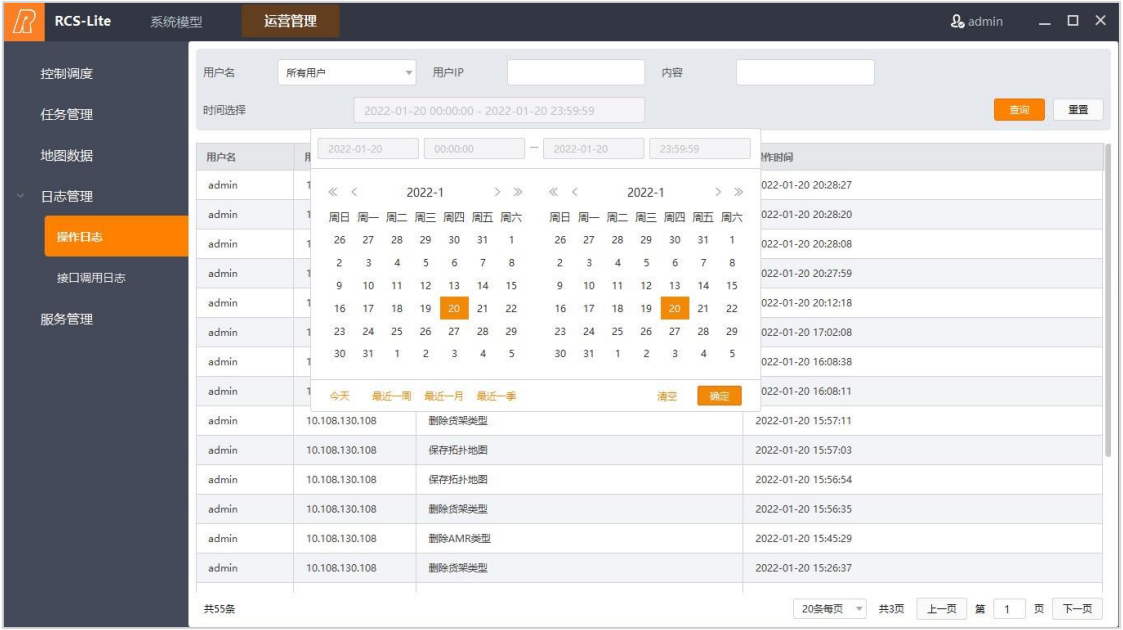 RCS-Lite 系统模型 运营管理 admin
控制调度
任务管理
地图数据
日志管理
操作日志
接口调用日志
服务管理
用户名 所有用户 用户IP 内容
时间选择 2022-01-20 00:00:00 - 2022-01-20 23:59:59 查询 重置
2022-01-20 00:00:00 — 2022-01-20 23:59:59
« < 2022-1 > » « < 2022-1 > »
周日 周一 周二 周三 周四 周五 周六 周日 周一 周二 周三 周四 周五 周六
26 27 28 29 30 31 1 26 27 28 29 30 31 1
2 3 4 5 6 7 8 2 3 4 5 6 7 8
9 10 11 12 13 14 15 9 10 11 12 13 14 15
16 17 18 19 20 21 22 16 17 18 19 20 21 22
23 24 25 26 27 28 29 23 24 25 26 27 28 29
30 31 1 2 3 4 5 30 31 1 2 3 4 5
今天 最近一周 最近一月 最近一季 清空 确定
用户名 作时间
admin 1 022-01-20 20:28:27
admin 1 022-01-20 20:28:20
admin 1 022-01-20 20:28:08
admin 1 022-01-20 20:27:59
admin 1 022-01-20 20:12:18
admin 1 022-01-20 17:02:08
admin 1 022-01-20 16:08:38
admin 1 022-01-20 16:08:11
admin 10.108.130.108 删除货架类型 2022-01-20 15:57:11
admin 10.108.130.108 保存拓扑地图 2022-01-20 15:57:03
admin 10.108.130.108 保存拓扑地图 2022-01-20 15:56:54
admin 10.108.130.108 删除货架类型 2022-01-20 15:56:35
admin 10.108.130.108 删除AMR类型 2022-01-20 15:45:29
admin 10.108.130.108 删除货架类型 2022-01-20 15:26:37
共55条 20条每页 共3页 上一页 第 1 页 下一页